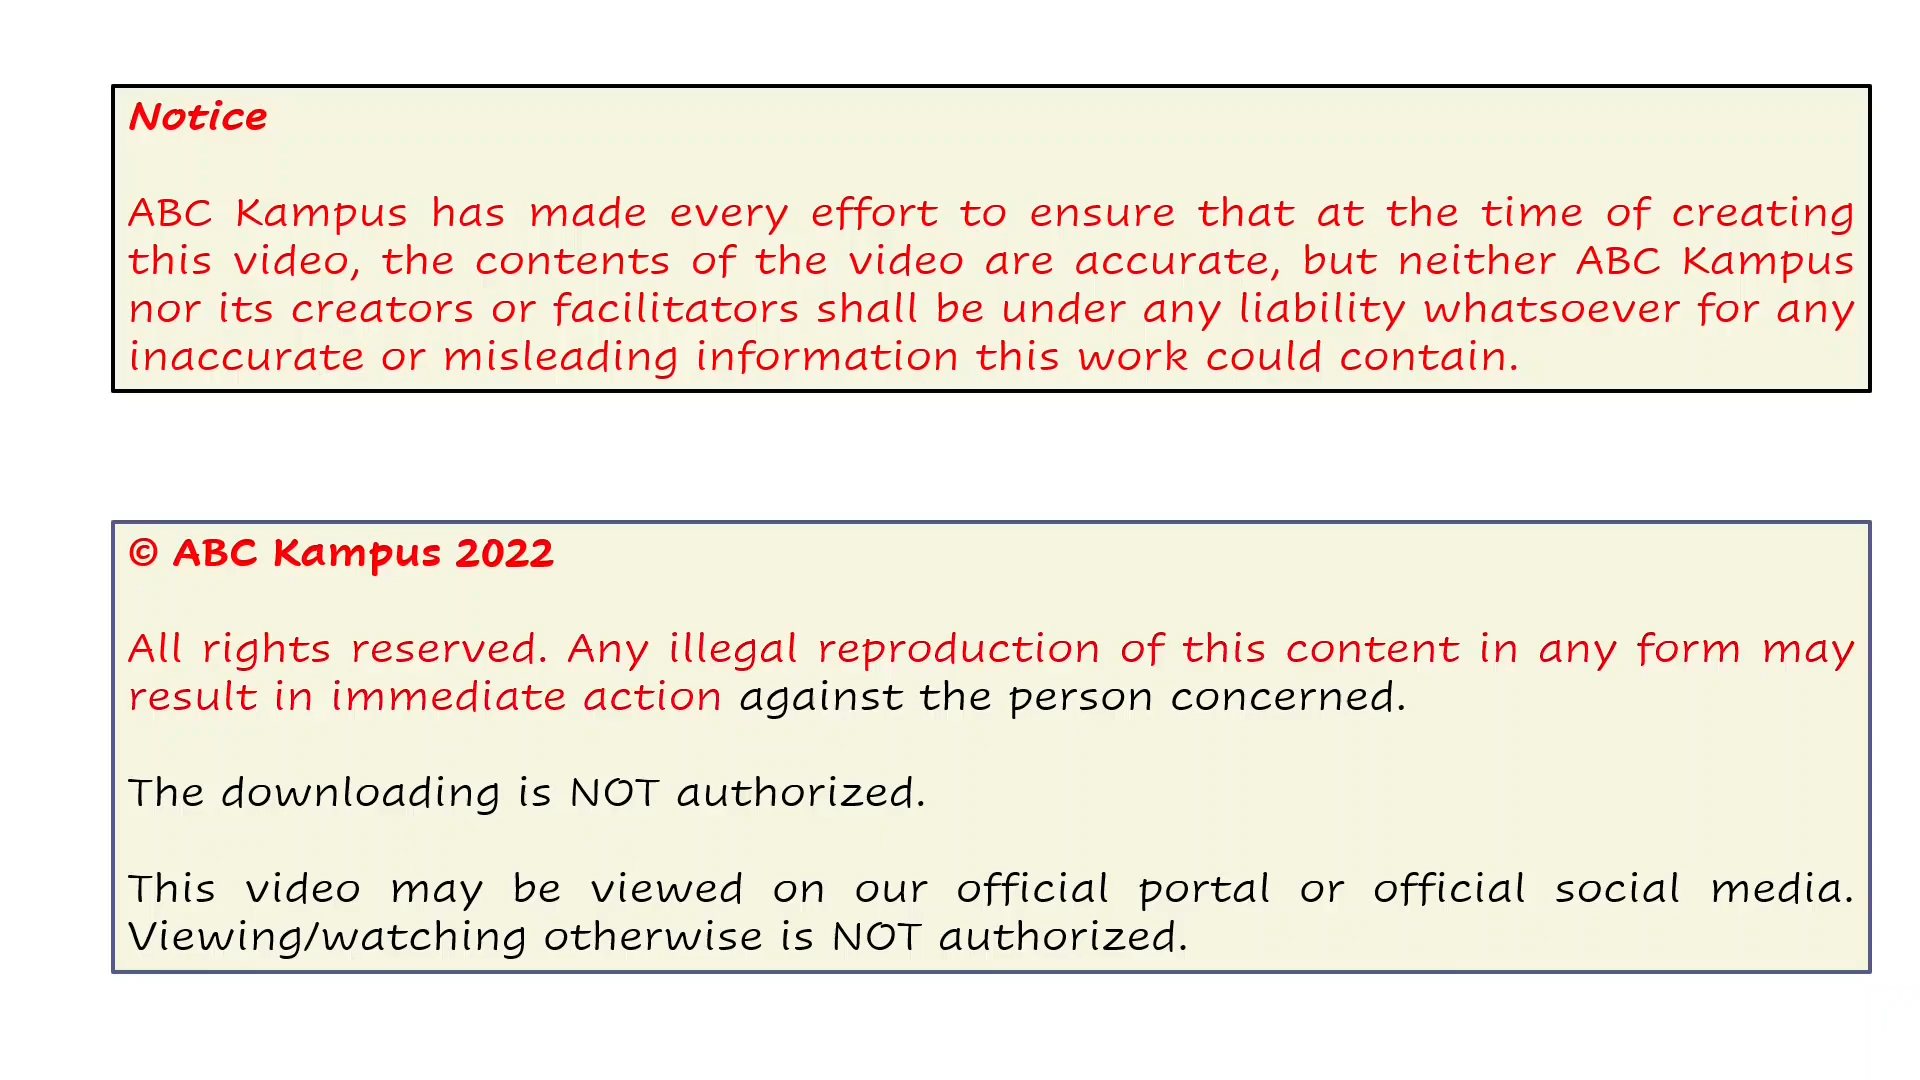 Notice
ABC Kampus has made every effort to ensure that at the time of creating
this video, the contents of the video are accurate, but neither ABC Kampus
nor its creators or facilitators shall be under any liability whatsoever for any
inaccurate or misleading information this work could contain.
© ABC Kampus 2022
All rights reserved. Any illegal reproduction of this content in any form may
result in immediate action against the person concerned.
The downloading is NOT authorized.
This video may be viewed on our official portal or official social media.
Viewing/watching otherwise is NOT authorized.